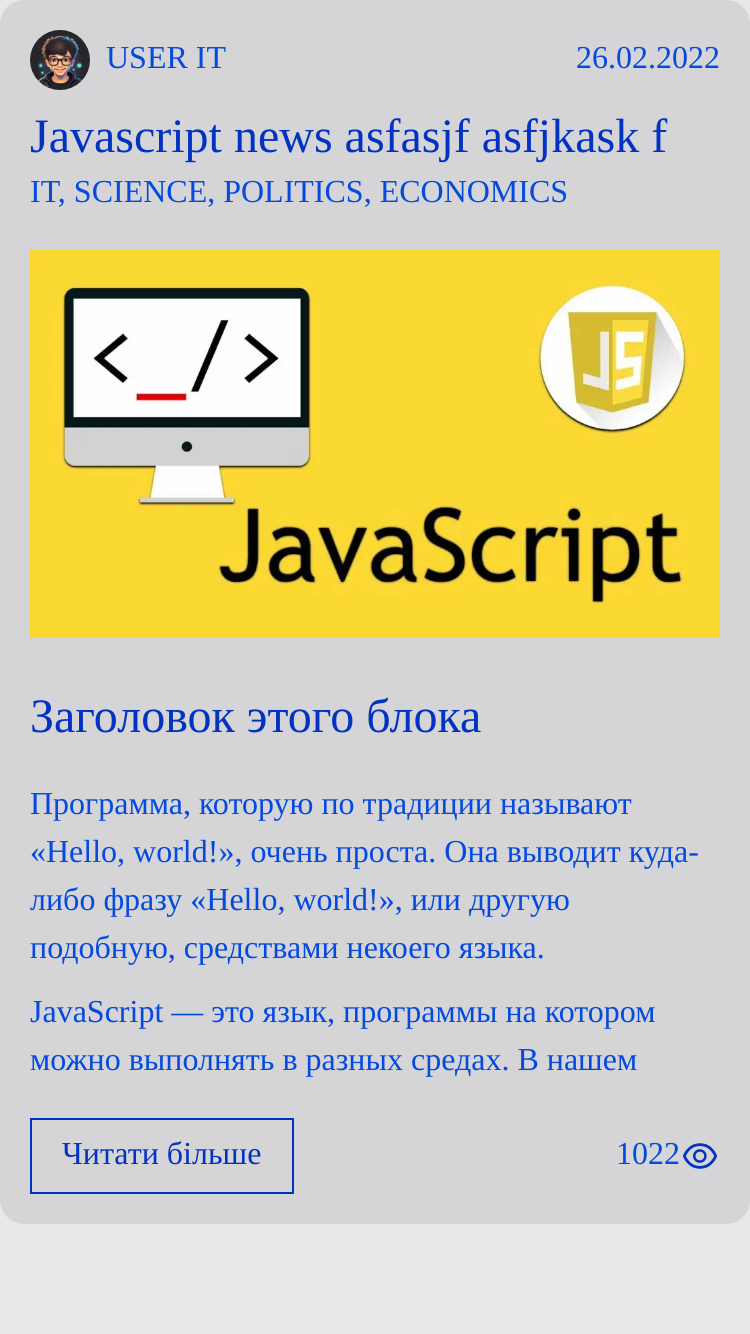 USER IT
26.02.2022
Javascript news asfasjf asfjkask f
IT, SCIENCE, POLITICS, ECONOMICS
<_/>
JS
JavaScript
Заголовок этого блока
Программа, которую по традиции называют
«Hello, world!», очень проста. Она выводит куда-
либо фразу «Hello, world!», или другую
подобную, средствами некоего языка.
JavaScript — это язык, программы на котором
можно выполнять в разных средах. В нашем
Читати більше
1022